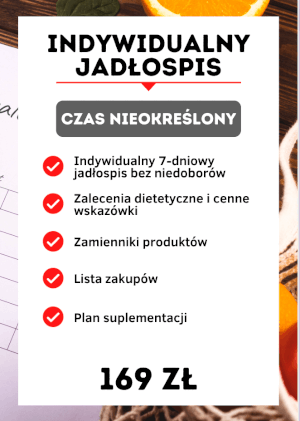 INDYWIDUALNY
JADŁOSPIS
CZAS NIEOKREŚLONY
Indywidualny 7-dniowy
jadłospis bez niedoborów
Zalecenia dietetyczne i cenne
wskazówki
Zamienniki produktów
Lista zakupów
Plan suplementacji
169 ZŁ